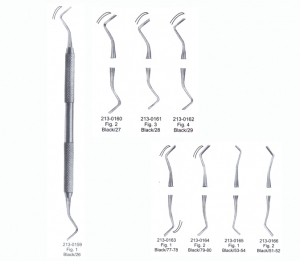 213-0160
Fig. 2
Black/27
213-0161
Fig. 3
Black/28
213-0162
Fig. 4
Black/29
213-0159
Fig. 1
Black/26
213-0163
Fig. 1
Black/77-78
213-0164
Fig. 2
Black/79-80
213-0165
Fig. 1
Black/53-54
213-0166
Fig. 2
Black/61-62